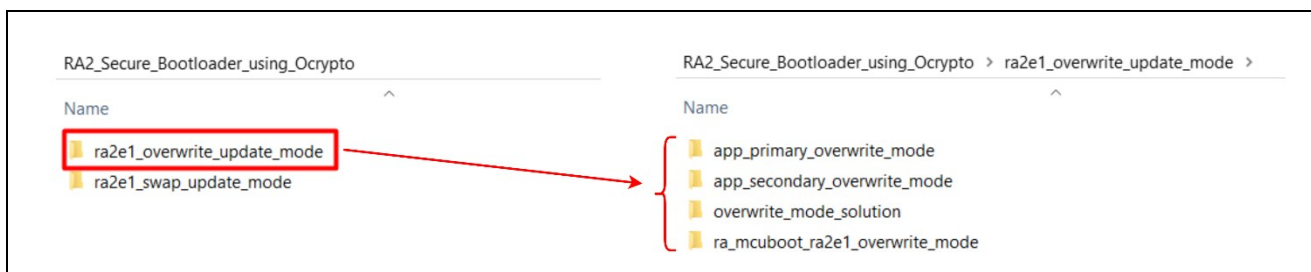 RA2_Secure_Bootloader_using_Ocrypto
Name
ra2e1_overwrite_update_mode
ra2e1_swap_update_mode
RA2_Secure_Bootloader_using_Ocrypto > ra2e1_overwrite_update_mode >
Name
app_primary_overwrite_mode
app_secondary_overwrite_mode
overwrite_mode_solution
ra_mcuboot_ra2e1_overwrite_mode